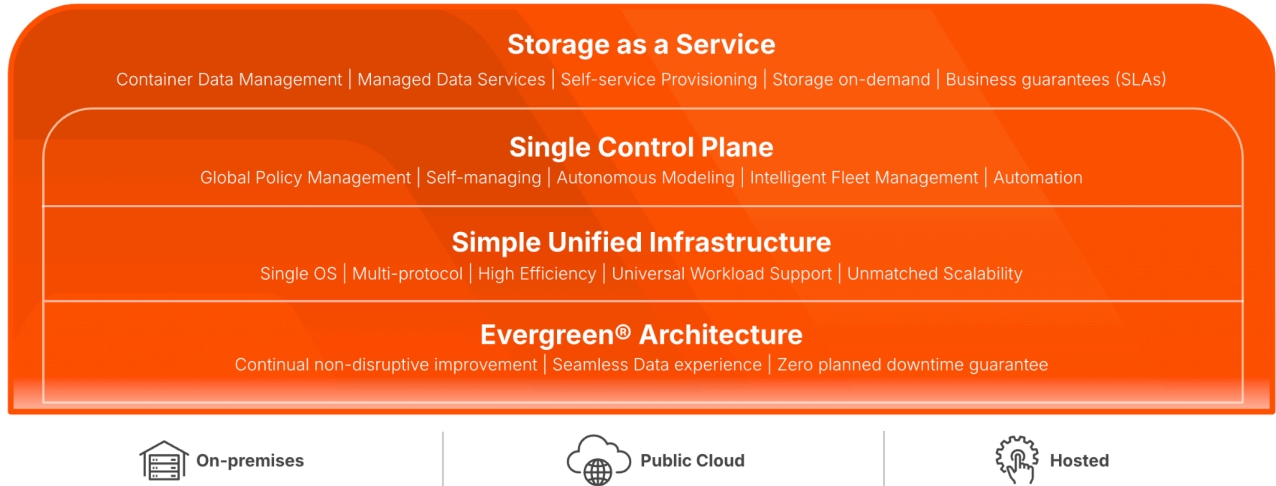 Storage as a Service
Container Data Management | Managed Data Services | Self-service Provisioning | Storage on-demand | Business guarantees (SLAs)
Single Control Plane
Global Policy Management | Self-managing | Autonomous Modeling | Intelligent Fleet Management | Automation
Simple Unified Infrastructure
Single OS | Multi-protocol | High Efficiency | Universal Workload Support | Unmatched Scalability
Evergreen® Architecture
Continual non-disruptive improvement | Seamless Data experience | Zero planned downtime guarantee
On-premises
Public Cloud
Hosted